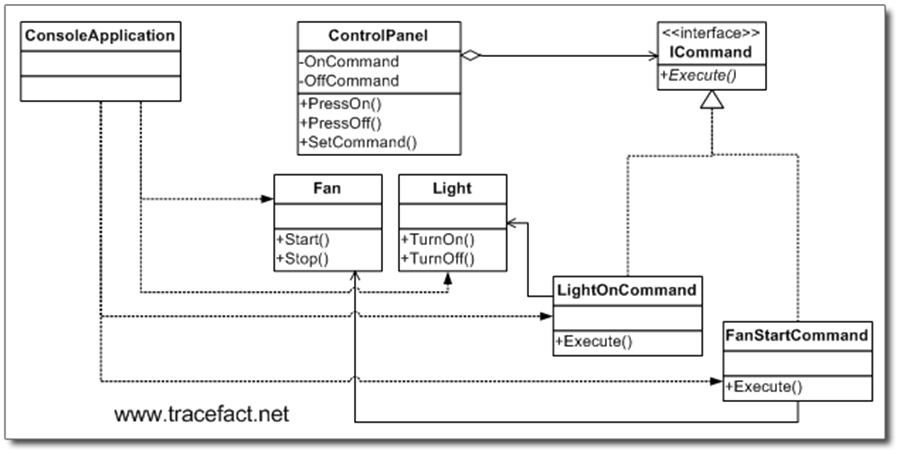 ConsoleApplication
ControlPanel
-OnCommand
-OffCommand
+PressOn()
+PressOff()
+SetCommand()
<<interface>>
ICommand
+Execute()
Fan
+Start()
+Stop()
Light
+TurnOn()
+TurnOff()
LightOnCommand
+Execute()
FanStartCommand
+Execute()
www.tracefact.net